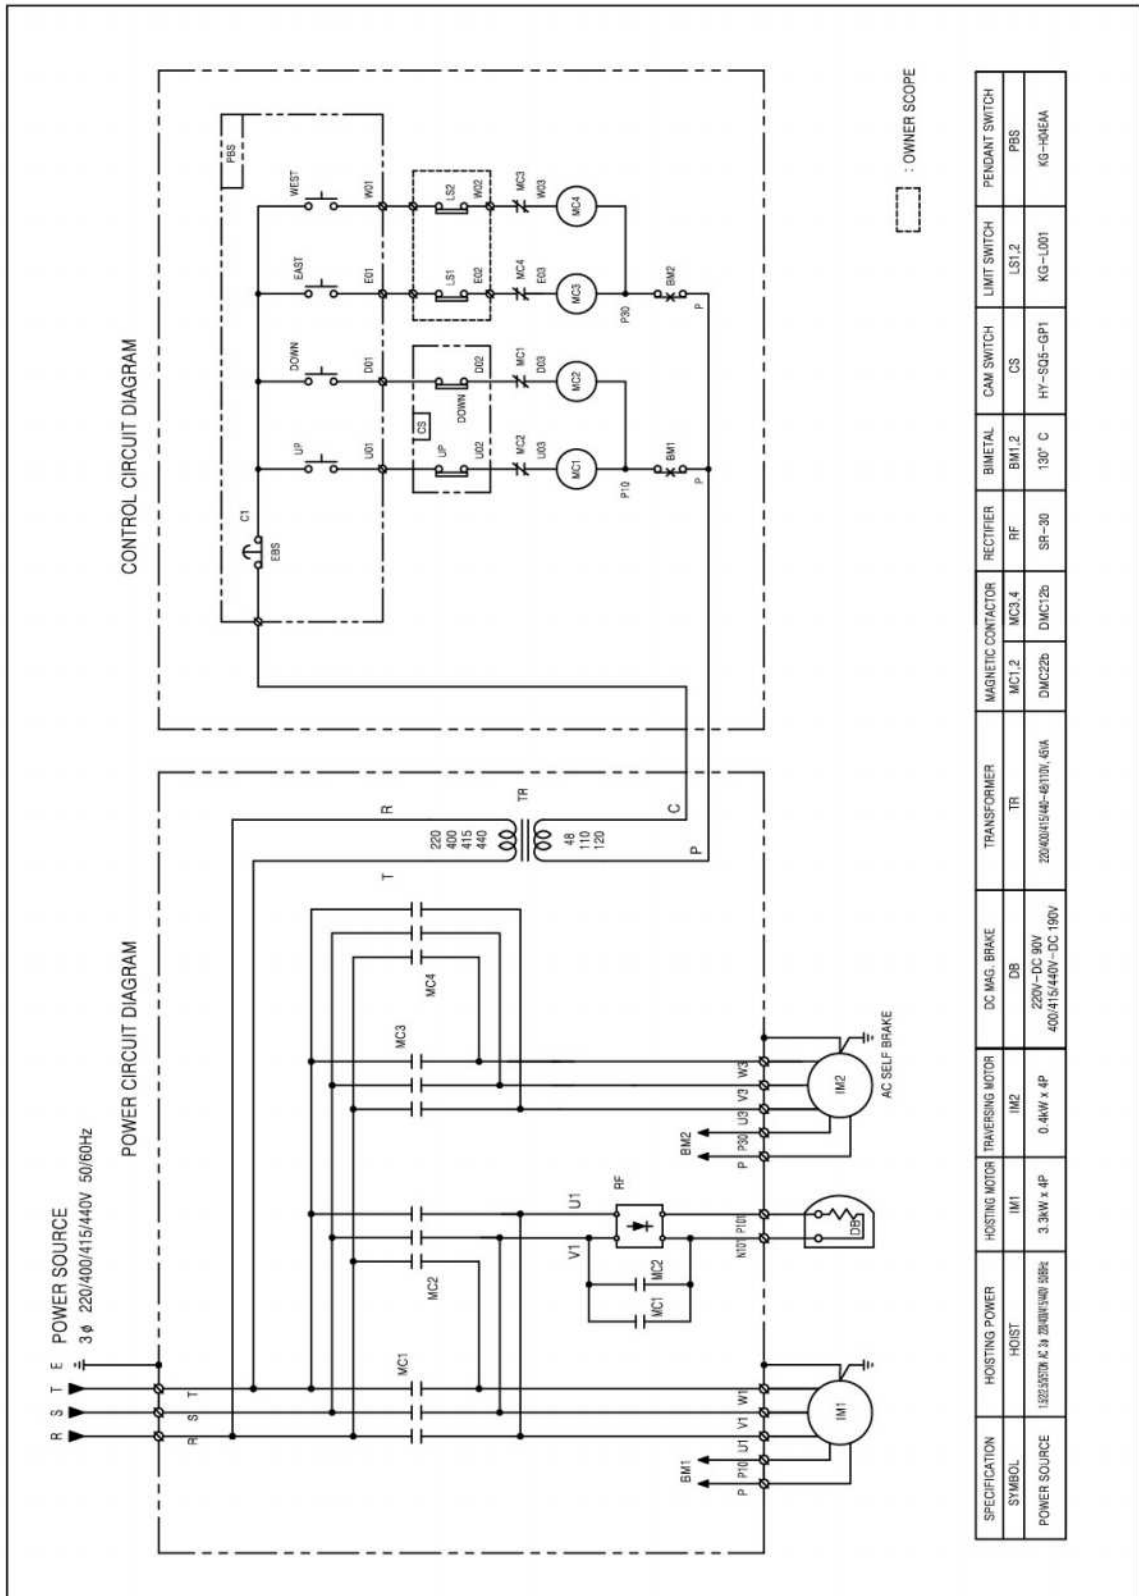 POWER SOURCE
3ø 220/400/415/440V 50/60Hz
R S T E
POWER CIRCUIT DIAGRAM
CONTROL CIRCUIT DIAGRAM
R S T
MC1
MC2
MC3
MC4
T R
220
400
415
440
TR
48
110
120
P C
V1 U1
RF
MC1 MC2
BM1
P P10 U1 V1 W1
N101 P101
BM2
P P30 U3 V3 W3
IM1
DB
IM2
AC SELF BRAKE
PBS
EBS
C1
UP DOWN EAST WEST
U01 D01 E01 W01
CS
UP DOWN LS1 LS2
U02 D02 E02 W02
MC2 MC1 MC4 MC3
U03 D03 E03 W03
MC1 MC2 MC3 MC4
P10 P30
BM1 BM2
P P
: OWNER SCOPE
SPECIFICATION HOISTING POWER HOISTING MOTOR TRAVERSING MOTOR DC MAG. BRAKE TRANSFORMER MAGNETIC CONTACTOR RECTIFIER BIMETAL CAM SWITCH LIMIT SWITCH PENDANT SWITCH
SYMBOL HOIST IM1 IM2 DB TR MC1,2 MC3,4 RF BM1,2 CS LS1,2 PBS
POWER SOURCE 3.3kW x 4P 0.4kW x 4P 220V-DC 90V 220/400/415/440-48/110V, 45VA DMC22b DMC12b SR-30 130° C HY-SQ5-GP1 KG-L001 KG-H04EAA
400/415/440V-DC 190V